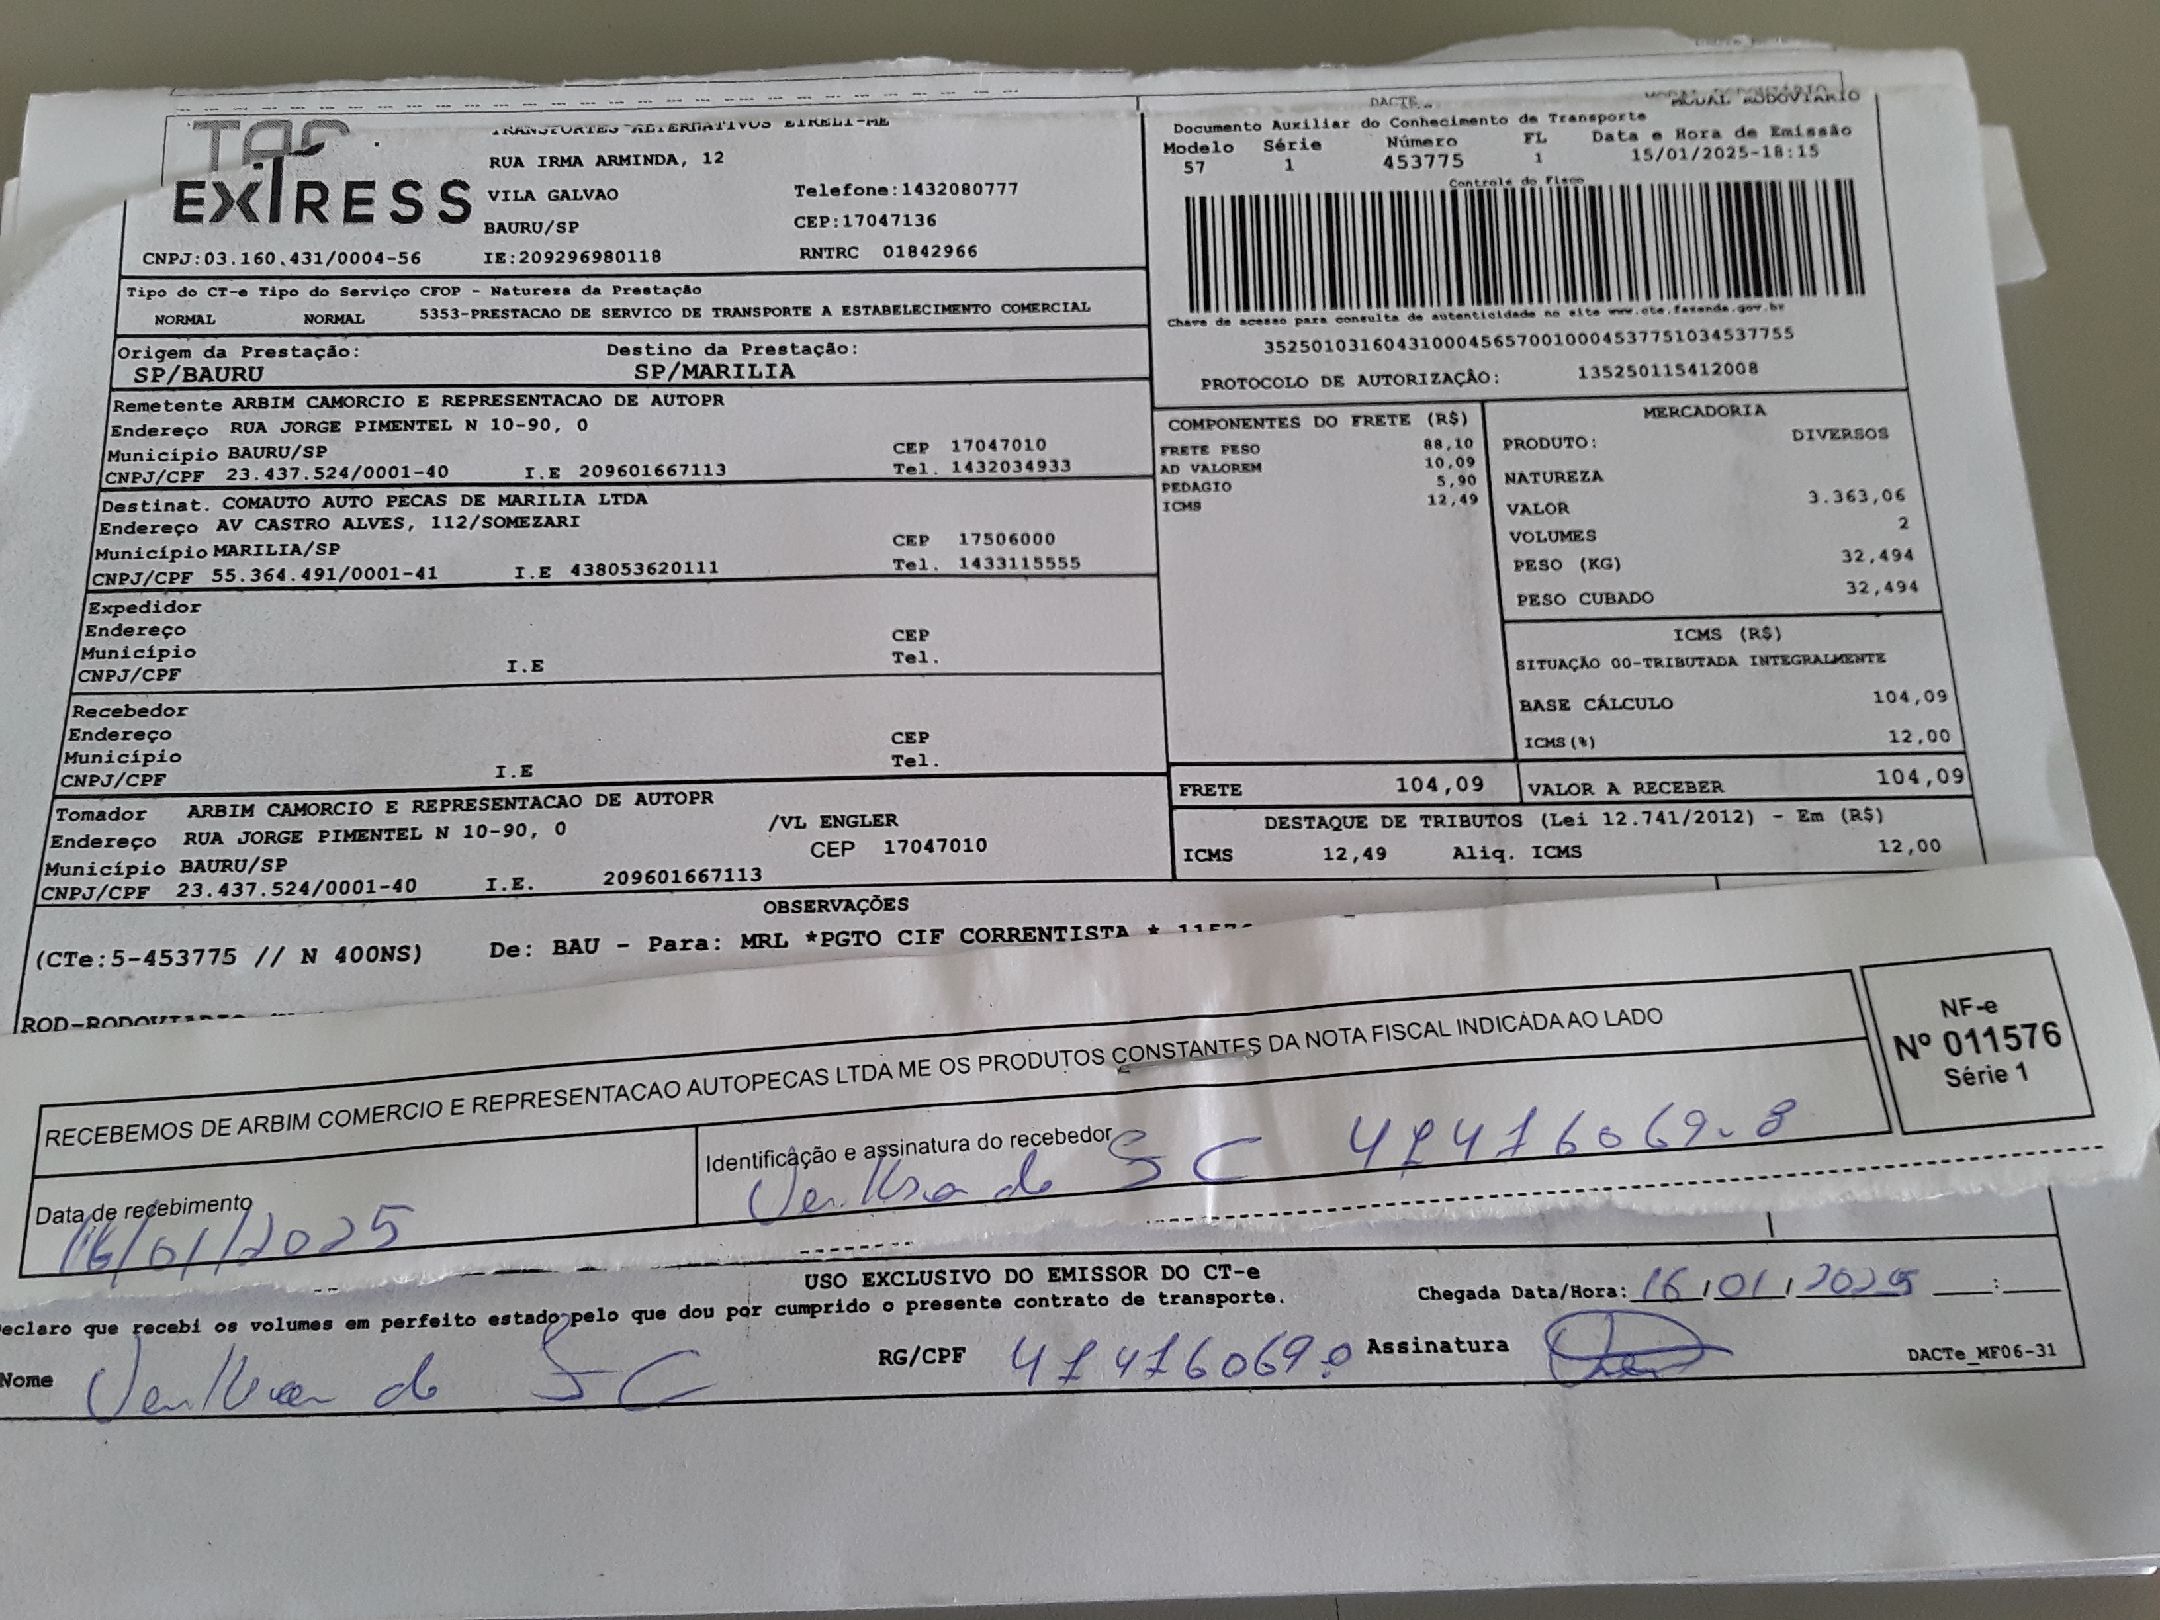 TRANSPORTES ALTERNATIVOS EIRELI-ME
EXTRESS
RUA IRMA ARMINDA, 12
VILA GALVAO Telefone:1432080777
BAURU/SP CEP:17047136
CNPJ:03.160.431/0004-56 IE:209296980118 RNTRC 01842966
Tipo do CT-e Tipo do Serviço CFOP - Natureza da Prestação
NORMAL NORMAL 5353-PRESTACAO DE SERVICO DE TRANSPORTE A ESTABELECIMENTO COMERCIAL
Origem da Prestação: Destino da Prestação:
SP/BAURU SP/MARILIA
Remetente ARBIM CAMORCIO E REPRESENTACAO DE AUTOPR
Endereço RUA JORGE PIMENTEL N 10-90, 0
Município BAURU/SP CEP 17047010
CNPJ/CPF 23.437.524/0001-40 I.E 209601667113 Tel. 1432034933
Destinat. COMAUTO AUTO PECAS DE MARILIA LTDA
Endereço AV CASTRO ALVES, 112/SOMEZARI
Município MARILIA/SP CEP 17506000
CNPJ/CPF 55.364.491/0001-41 I.E 438053620111 Tel. 1433115555
Expedidor
Endereço CEP
Município Tel.
CNPJ/CPF I.E
Recebedor
Endereço CEP
Município Tel.
CNPJ/CPF I.E
Tomador ARBIM CAMORCIO E REPRESENTACAO DE AUTOPR
Endereço RUA JORGE PIMENTEL N 10-90, 0 /VL ENGLER
Município BAURU/SP CEP 17047010
CNPJ/CPF 23.437.524/0001-40 I.E. 209601667113
DACTE MODAL RODOVIARIO
Documento Auxiliar do Conhecimento de Transporte
Modelo Série Número FL Data e Hora de Emissão
57 1 453775 1 15/01/2025-18:15
Controle do Fisco
Chave de acesso para consulta de autenticidade no site www.cte.fazenda.gov.br
35250103160431000456570010004537751034537755
PROTOCOLO DE AUTORIZAÇÃO: 135250115412008
COMPONENTES DO FRETE (R$)
FRETE PESO 88,10
AD VALOREM 10,09
PEDAGIO 5,90
ICMS 12,49
MERCADORIA
PRODUTO: DIVERSOS
NATUREZA
VALOR 3.363,06
VOLUMES 2
PESO (KG) 32,494
PESO CUBADO 32,494
ICMS (R$)
SITUAÇÃO 00-TRIBUTADA INTEGRALMENTE
BASE CÁLCULO 104,09
ICMS(%) 12,00
FRETE 104,09 VALOR A RECEBER 104,09
DESTAQUE DE TRIBUTOS (Lei 12.741/2012) - Em (R$)
ICMS 12,49 Aliq. ICMS 12,00
OBSERVAÇÕES
(CTe:5-453775 // N 400NS) De: BAU - Para: MRL *PGTO CIF CORRENTISTA *
ROD-RODOVIARIO
RECEBEMOS DE ARBIM COMERCIO E REPRESENTACAO AUTOPECAS LTDA ME OS PRODUTOS CONSTANTES DA NOTA FISCAL INDICADA AO LADO
NF-e
Nº 011576
Série 1
Data de recebimento Identificação e assinatura do recebedor
16/01/2025
USO EXCLUSIVO DO EMISSOR DO CT-e
eclaro que recebi os volumes em perfeito estado pelo que dou por cumprido o presente contrato de transporte. Chegada Data/Hora: 16/01/2025 :
Nome RG/CPF Assinatura
DACTe_MF06-31